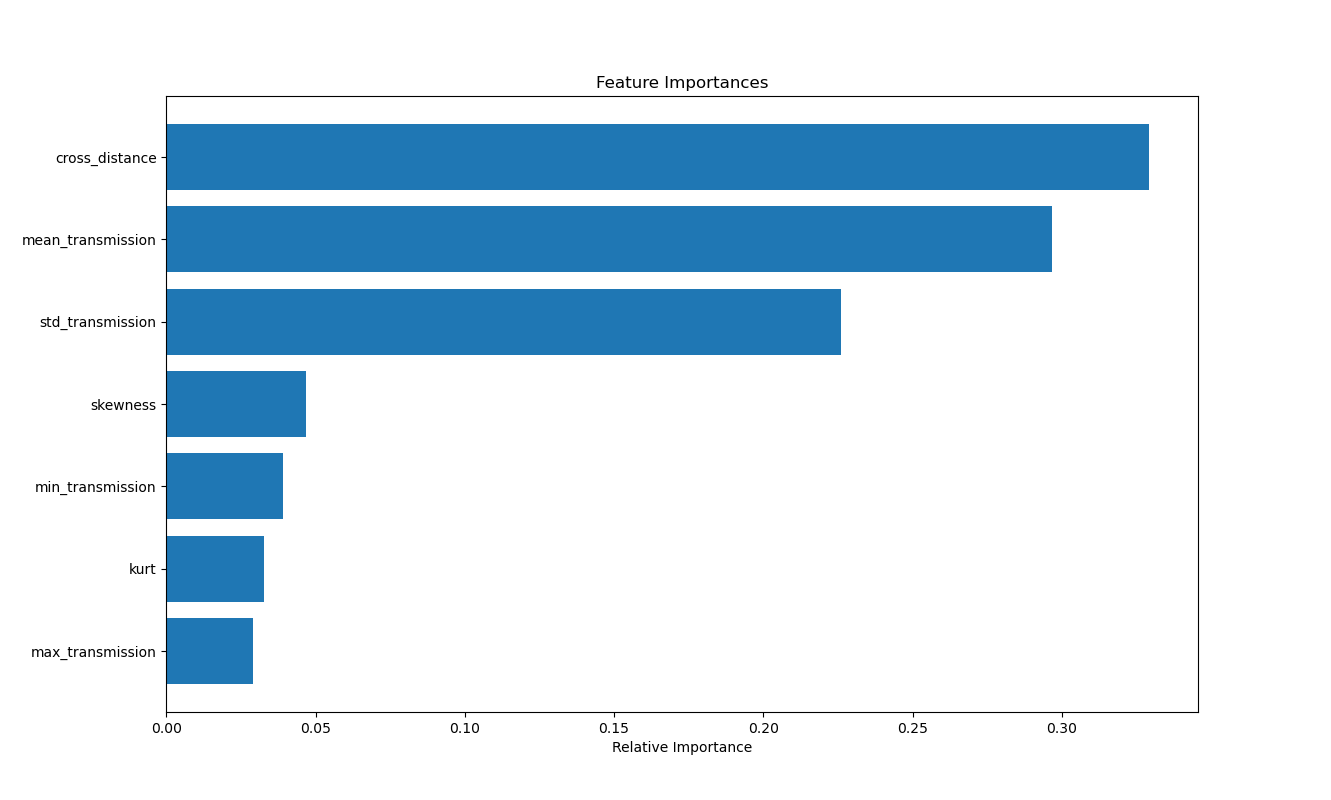 Feature Importances
cross_distance
mean_transmission
std_transmission
skewness
min_transmission
kurt
max_transmission
0.00 0.05 0.10 0.15 0.20 0.25 0.30
Relative Importance